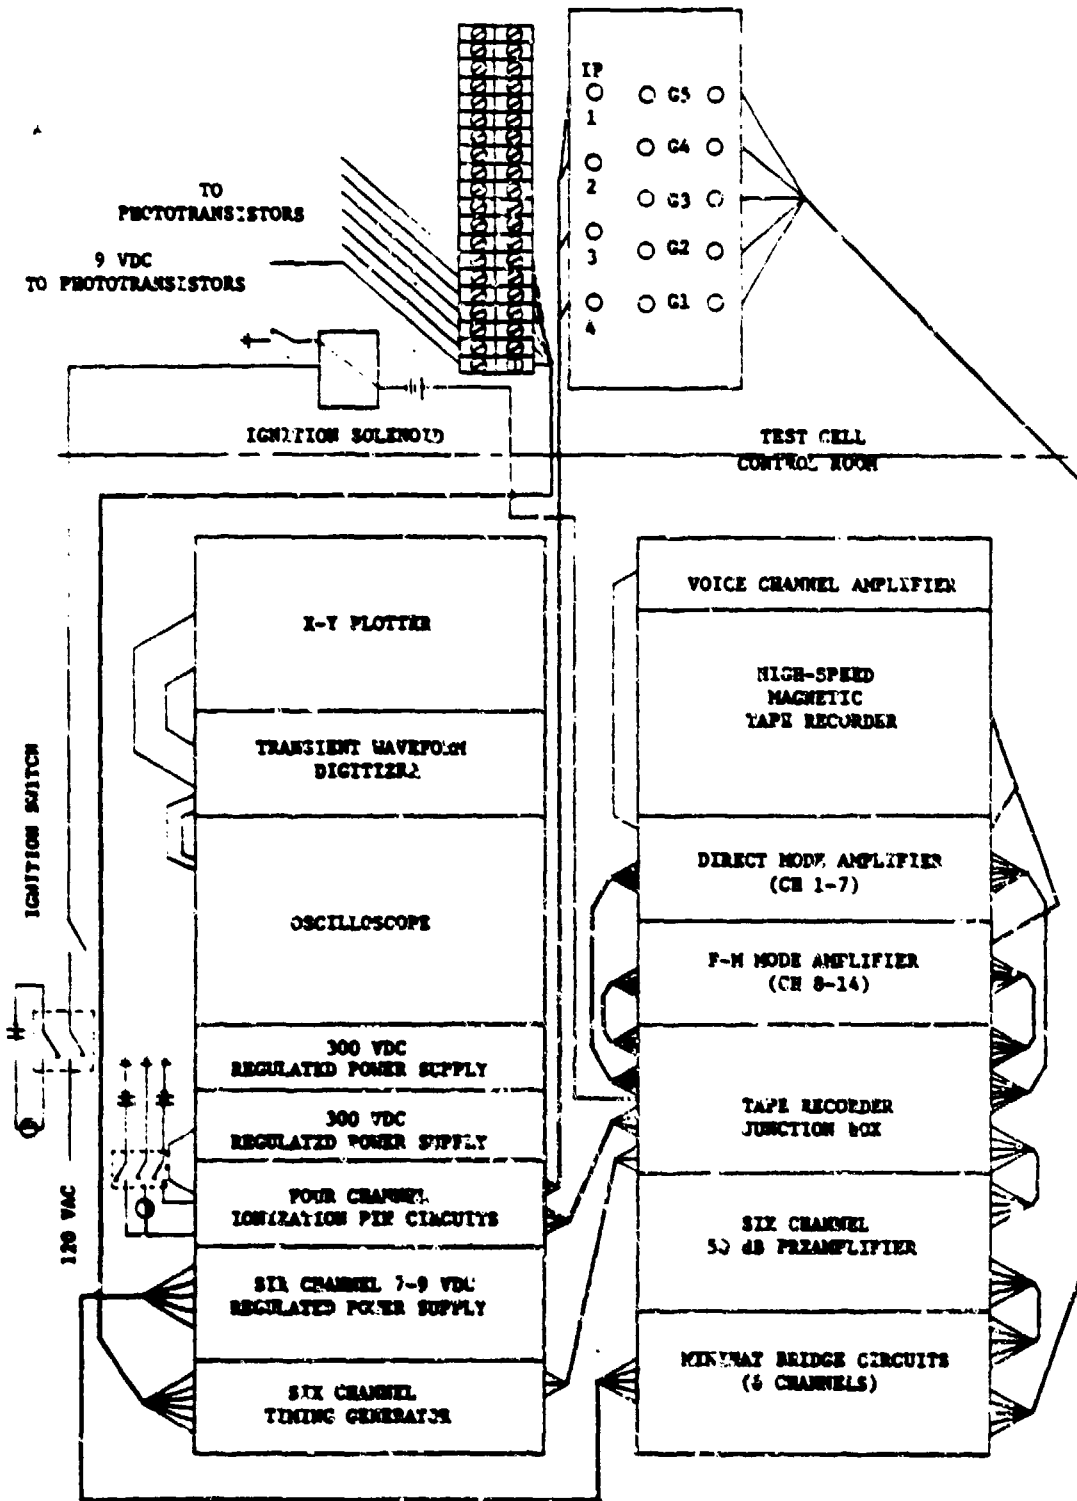 IP
1
2
3
4
G5
G4
G3
G2
G1
TO
PHOTOTRANSISTORS
9 VDC
TO PHOTOTRANSISTORS
IGNITION SOLENOID
TEST CELL
CONTROL ROOM
X-Y PLOTTER
TRANSIENT WAVEFORM
DIGITIZER
OSCILLOSCOPE
300 VDC
REGULATED POWER SUPPLY
300 VDC
REGULATED POWER SUPPLY
FOUR CHANNEL
IONIZATION PIN CIRCUITS
SIX CHANNEL 7-9 VDC
REGULATED POWER SUPPLY
SIX CHANNEL
TIMING GENERATOR
IGNITION SWITCH
120 VAC
VOICE CHANNEL AMPLIFIER
HIGH-SPEED
MAGNETIC
TAPE RECORDER
DIRECT MODE AMPLIFIER
(CH 1-7)
F-M MODE AMPLIFIER
(CH 8-14)
TAPE RECORDER
JUNCTION BOX
SIX CHANNEL
50 dB PREAMPLIFIER
BRIDGE CIRCUITS
(6 CHANNELS)